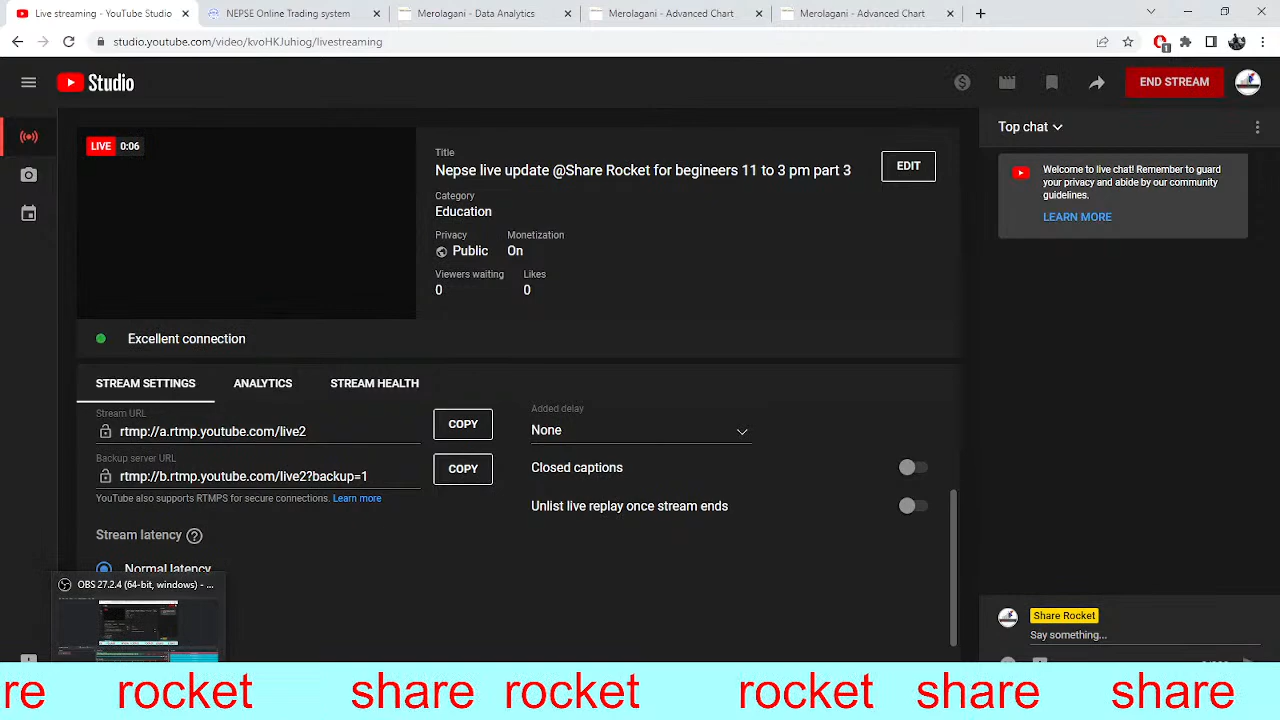 Live streaming - YouTube Studio
NEPSE Online Trading system
Merolagani - Data Analytics
Merolagani - Advanced Chart
Merolagani - Advanced Chart
studio.youtube.com/video/kvoHKJuhiog/livestreaming
1
Studio
END STREAM
LIVE 0:06
Title
Nepse live update @Share Rocket for begineers 11 to 3 pm part 3
EDIT
Category
Education
Privacy Monetization
Public On
Viewers waiting Likes
0 0
Excellent connection
Top chat
Welcome to live chat! Remember to guard
your privacy and abide by our community
guidelines.
LEARN MORE
STREAM SETTINGS ANALYTICS STREAM HEALTH
Stream URL
rtmp://a.rtmp.youtube.com/live2
COPY
Backup server URL
rtmp://b.rtmp.youtube.com/live2?backup=1
COPY
YouTube also supports RTMPS for secure connections. Learn more
Stream latency
Normal latency
Added delay
None
Closed captions
Unlist live replay once stream ends
OBS 27.2.4 (64-bit, windows) - ...
Share Rocket
Say something...
re rocket share rocket rocket share share